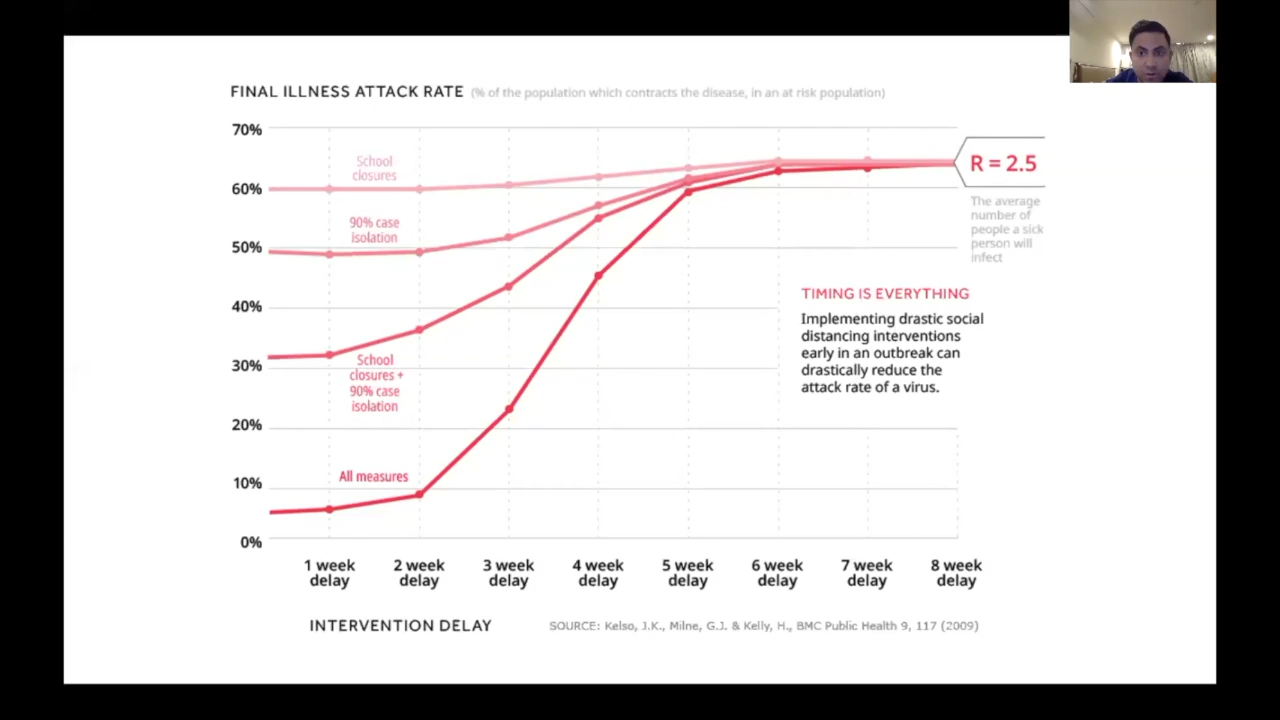 FINAL ILLNESS ATTACK RATE (% of the population which contracts the disease, in an at risk population)
70%
60%
50%
40%
30%
20%
10%
0%
School
closures
90% case
isolation
School
closures +
90% case
isolation
All measures
R = 2.5
The average
number of
people a sick
person will
infect
TIMING IS EVERYTHING
Implementing drastic social
distancing interventions
early in an outbreak can
drastically reduce the
attack rate of a virus.
1 week
delay
2 week
delay
3 week
delay
4 week
delay
5 week
delay
6 week
delay
7 week
delay
8 week
delay
INTERVENTION DELAY
SOURCE: Kelso, J.K., Milne, G.J. & Kelly, H., BMC Public Health 9, 117 (2009)